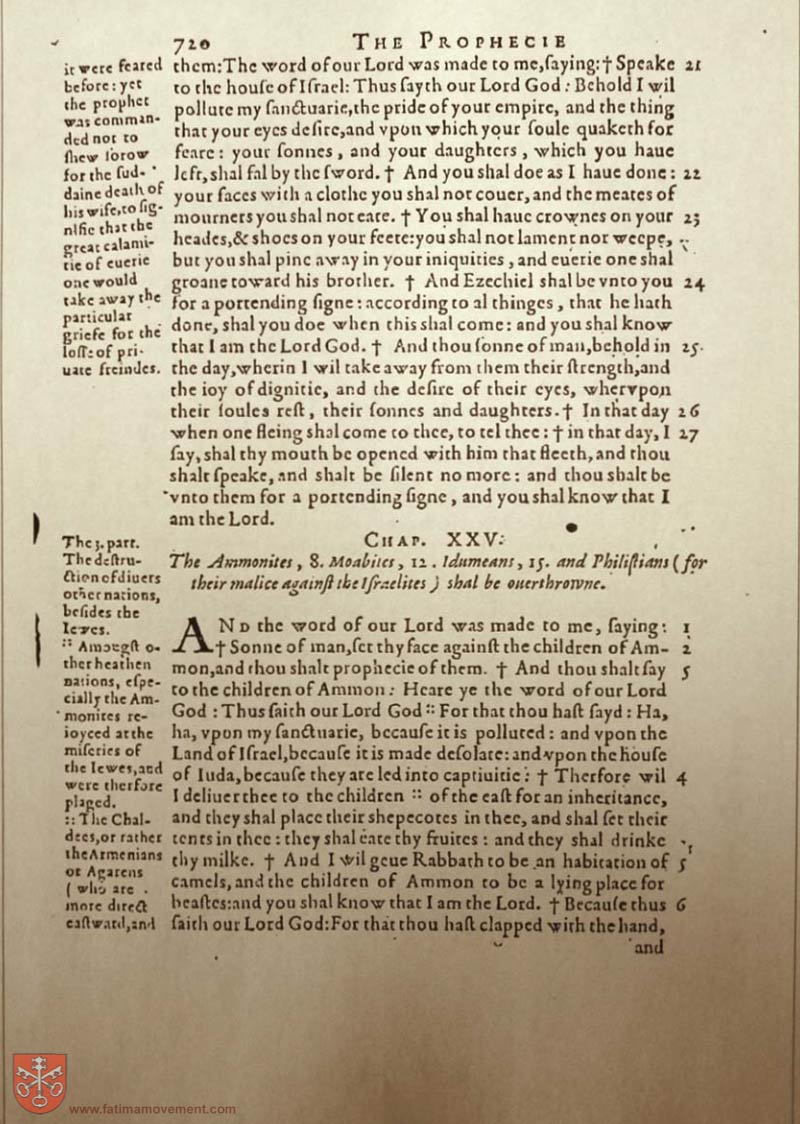 720 THE PROPHECIE
it were feared
before: yet
the prophet
was comman-
ded not to
ſhew ſorow
for the ſud-
daine death of
his wife, to ſig-
nifie that the
great calami-
tie of euerie
one would
take away the
particular
griefe for the
loſſe of pri-
uate freindes.
them: The word of our Lord was made to me, ſaying: † Speake 21
to the houſe of Iſrael: Thus ſayth our Lord God: Behold I wil
pollute my ſanctuarie, the pride of your empire, and the thing
that your eyes deſire, and vpon which your ſoule quaketh for
feare: your ſonnes, and your daughters, which you haue
left, ſhal fal by the ſword. † And you ſhal doe as I haue done: 22
your faces with a clothe you ſhal not couer, and the meates of
mourners you ſhal not eate. † You ſhal haue crownes on your 23
heades, & ſhoes on your feete: you ſhal not lament nor weepe,
but you ſhal pine away in your iniquities, and euerie one ſhal
groane toward his brother. † And Ezechiel ſhal be vnto you 24
for a portending ſigne: according to al thinges, that he hath
done, ſhal you doe when this ſhal come: and you ſhal know
that I am the Lord God. † And thou ſonne of man, behold in 25.
the day, wherin I wil take away from them their ſtrength, and
the ioy of dignitie, and the deſire of their eyes, whervpon
their ſoules reſt, their ſonnes and daughters. † In that day 26
when one fleing ſhal come to thee, to tel thee: † in that day, I 27
ſay, ſhal thy mouth be opened with him that fleeth, and thou
ſhalt ſpeake, and ſhalt be ſilent no more: and thou ſhalt be
vnto them for a portending ſigne, and you ſhal know that I
am the Lord.
CHAP. XXV.
The Ammonites, 8. Moabites, 12. Idumeans, 15. and Philiſtians (for
their malice againſt the Iſraelites) ſhal be ouerthrowne.
The 3. part.
The deſtru-
ction of diuers
other nations,
beſides the
Iewes.
:: Amongſt o-
ther heathen
nations, eſpe-
cially the Am-
monites re-
ioyced at the
miſeries of
the Iewes, and
were therfore
plaged.
:: The Chal-
dees, or rather
the Armenians
or Agarens
(who are
more direct
eaſtward, and
AND the word of our Lord was made to me, ſaying: 1
† Sonne of man, ſet thy face againſt the children of Am- 2
mon, and thou ſhalt prophecie of them. † And thou ſhalt ſay 5
to the children of Ammon: Heare ye the word of our Lord
God: Thus ſaith our Lord God :: For that thou haſt ſayd: Ha,
ha, vpon my ſanctuarie, becauſe it is polluted: and vpon the
Land of Iſrael, becauſe it is made deſolate: and vpon the houſe
of Iuda, becauſe they are led into captiuitie: † Therfore wil 4
I deliuer thee to the children :: of the eaſt for an inheritance,
and they ſhal place their ſhepecotes in thee, and ſhal ſet their
tents in thee: they ſhal eate thy fruites: and they ſhal drinke
thy milke. † And I wil geue Rabbath to be an habitation of 5
camels, and the children of Ammon to be a lying place for
beaſtes: and you ſhal know that I am the Lord. † Becauſe thus 6
ſaith our Lord God: For that thou haſt clapped with the hand,
and
www.fatimamovement.com